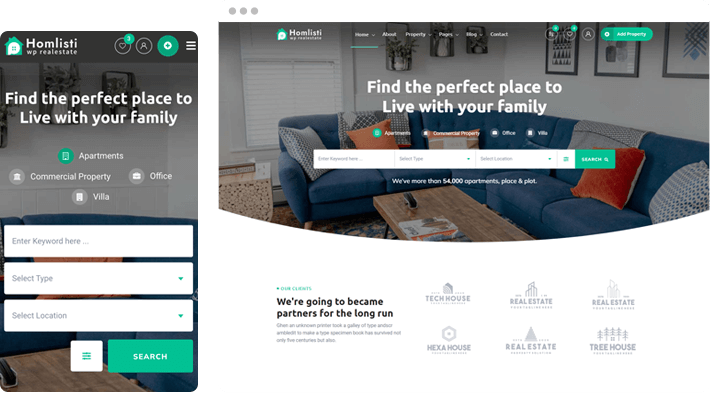 Homlisti
wp realestate
3
Find the perfect place to
Live with your family
Apartments
Commercial Property
Office
Villa
Enter Keyword here ...
Select Type
Select Location
SEARCH
Homlisti
wp realestate
Home
About
Property
Pages
Blog
Contact
Add Property
Find the perfect place to
Live with your family
Apartments
Commercial Property
Office
Villa
Enter Keyword here ...
Select Type
Select Location
SEARCH
We've more than 54,000 apartments, place & plot.
OUR CLIENTS
We're going to became
partners for the long run
when an unknown printer took a galley of type andsor
ambledit to make a type specimen book has survived not
only five centuries but also.
TECH HOUSE
REAL ESTATE
REAL ESTATE
HEXA HOUSE
REAL ESTATE
TREE HOUSE